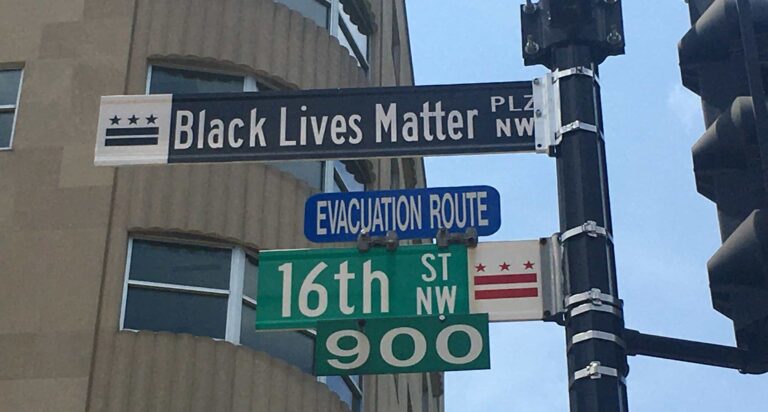 Black Lives Matter PLZ NW
EVACUATION ROUTE
16th ST NW
900